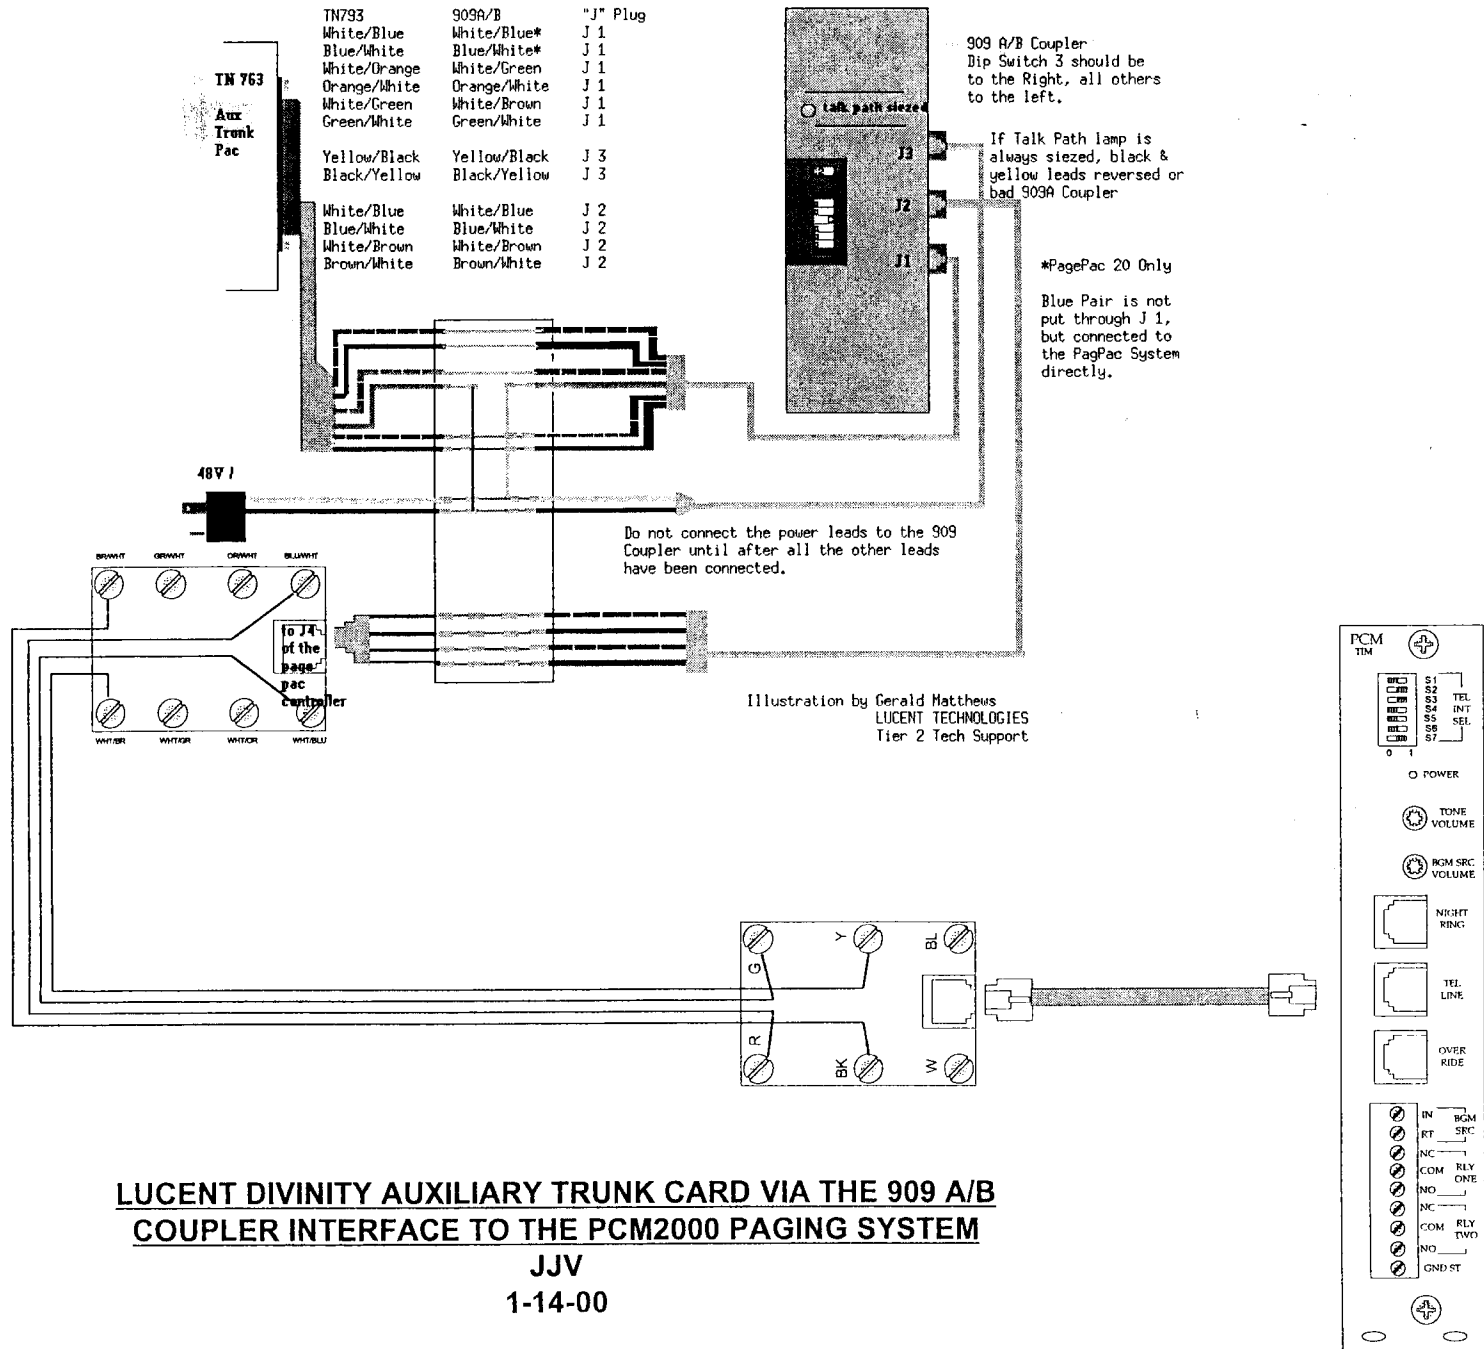 TN793 909A/B "J" Plug
White/Blue White/Blue* J 1
Blue/White Blue/White* J 1
White/Orange White/Green J 1
Orange/White Orange/White J 1
White/Green White/Brown J 1
Green/White Green/White J 1
Yellow/Black Yellow/Black J 3
Black/Yellow Black/Yellow J 3
White/Blue White/Blue J 2
Blue/White Blue/White J 2
White/Brown White/Brown J 2
Brown/White Brown/White J 2
TN 763
Aux
Trunk
Pac
talk path siezed
J3
J2
J1
909 A/B Coupler
Dip Switch 3 should be
to the Right, all others
to the left.
If Talk Path lamp is
always siezed, black &
yellow leads reversed or
bad 909A Coupler
*PagePac 20 Only
Blue Pair is not
put through J 1,
but connected to
the PagPac System
directly.
48V /
Do not connect the power leads to the 909
Coupler until after all the other leads
have been connected.
BR/WHT GR/WHT OR/WHT BLU/WHT
to J4
of the
page
pac
controller
WHT/BR WHT/GR WHT/OR WHT/BLU
Illustration by Gerald Matthews
LUCENT TECHNOLOGIES
Tier 2 Tech Support
PCM
TIM
S1
S2
S3
S4
S5
S6
S7
TEL
INT
SEL
0 1
POWER
TONE
VOLUME
BGM SRC
VOLUME
NIGHT
RING
TEL
LINE
OVER
RIDE
IN
RT
BGM
SRC
NC
COM
NO
RLY
ONE
NC
COM
NO
RLY
TWO
GND ST
G Y BL
R BK W
LUCENT DIVINITY AUXILIARY TRUNK CARD VIA THE 909 A/B
COUPLER INTERFACE TO THE PCM2000 PAGING SYSTEM
JJV
1-14-00